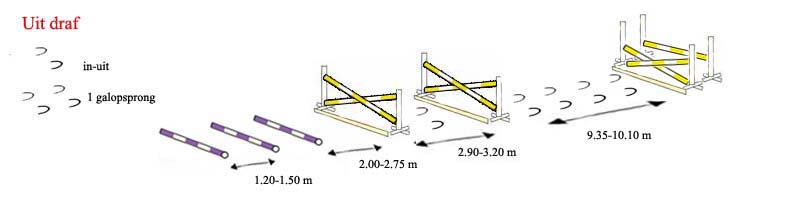 Uit draf
in-uit
1 galopsprong
1.20-1.50 m
2.00-2.75 m
2.90-3.20 m
9.35-10.10 m